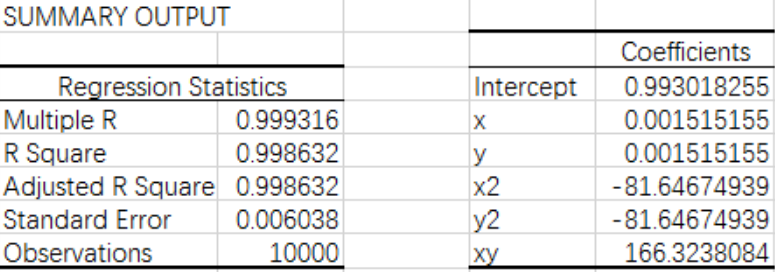 SUMMARY OUTPUT
Regression Statistics
Multiple R 0.999316
R Square 0.998632
Adjusted R Square 0.998632
Standard Error 0.006038
Observations 10000
Coefficients
Intercept 0.993018255
x 0.001515155
y 0.001515155
x2 -81.64674939
y2 -81.64674939
xy 166.3238084